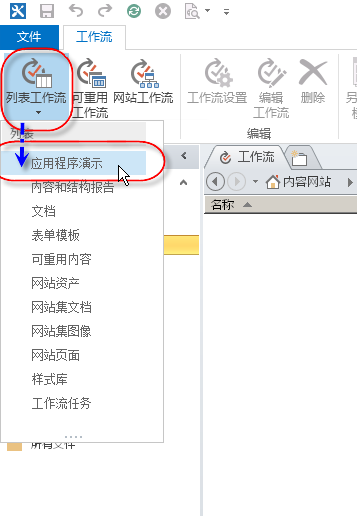 文件
工作流
列表工作流
可重用
工作流
网站工作流
工作流设置
编辑
工作流
删除
另
编辑
列表
应用程序演示
内容和结构报告
文档
表单模板
可重用内容
网站资产
网站集文档
网站集图像
网站页面
样式库
工作流任务
所有文件
工作流
内容网站
名称